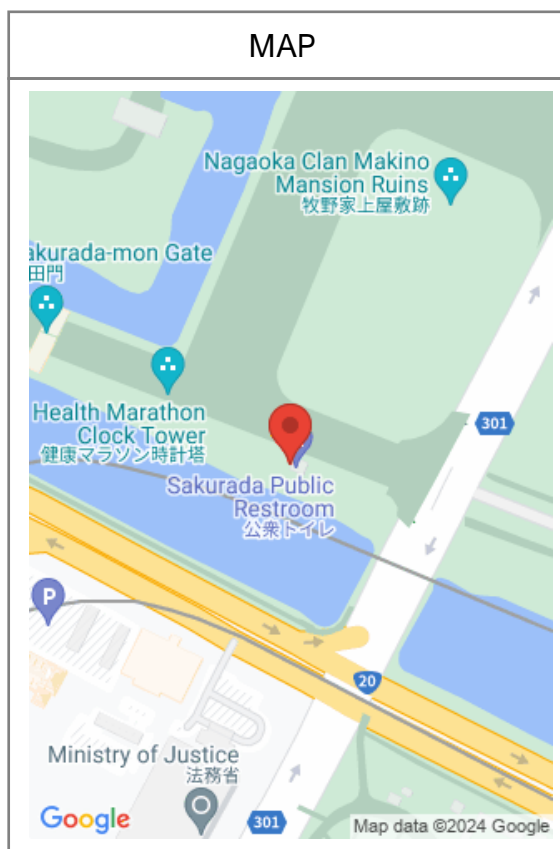 MAP
Nagaoka Clan Makino
Mansion Ruins
牧野家上屋敷跡
akurada-mon Gate
田門
301
Health Marathon
Clock Tower
健康マラソン時計塔
Sakurada Public
Restroom
公衆トイレ
P
20
Ministry of Justice
法務省
Google
301
Map data ©2024 Google